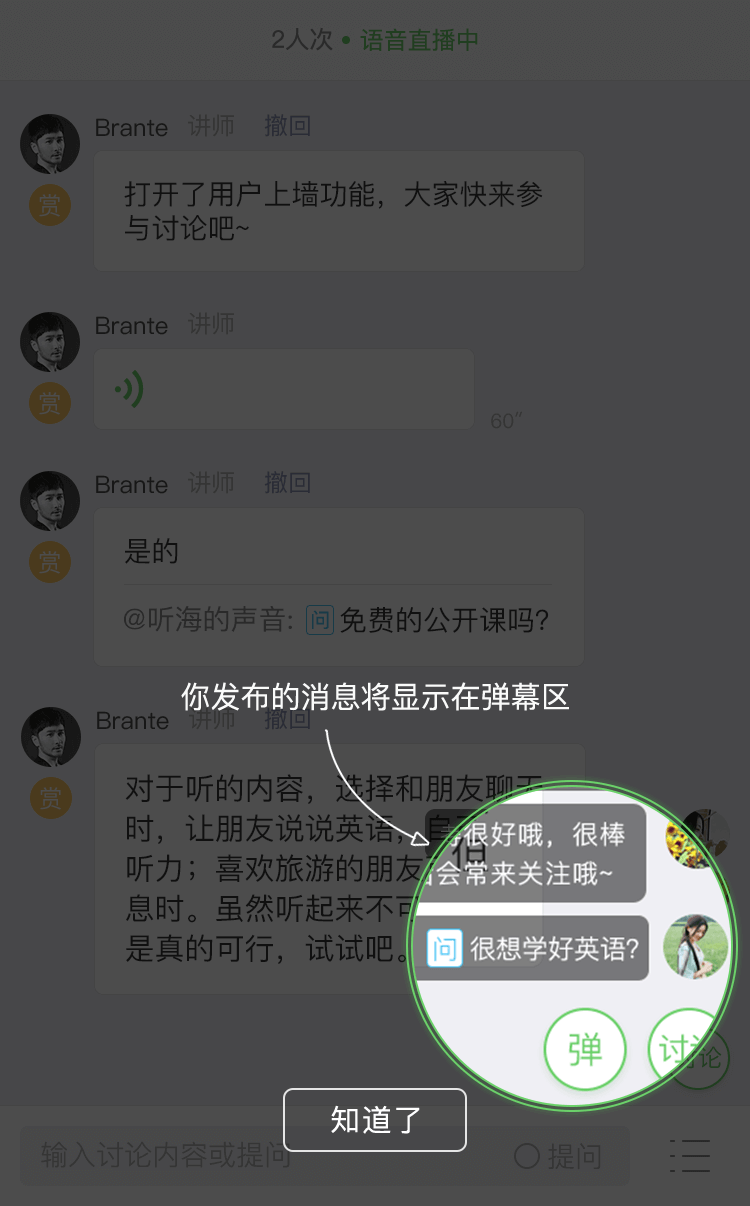 2人次 • 语音直播中
Brante 讲师 撤回
赏
打开了用户上墙功能，大家快来参
与讨论吧~
Brante 讲师
赏
60″
Brante 讲师 撤回
赏
是的
@听海的声音: 问 免费的公开课吗?
你发布的消息将显示在弹幕区
Brante 讲师 撤回
赏
对于听的内容，选择和朋友聊天
时，让朋友说说英语，
听力；喜欢旅游的朋友
息时。虽然听起来不可
是真的可行，试试吧。
很好哦，很棒
会常来关注哦~
问 很想学好英语?
弹
讨论
知道了
输入讨论内容或提问
提问